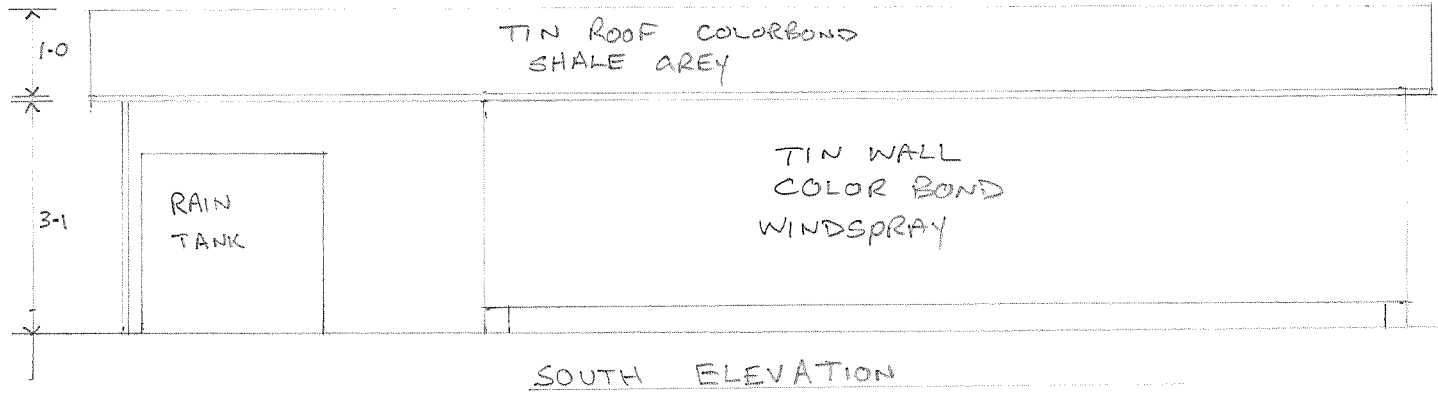 1-0
TIN ROOF COLORBOND
SHALE GREY
TIN WALL
COLOR BOND
WINDSPRAY
3-1
RAIN
TANK
SOUTH ELEVATION